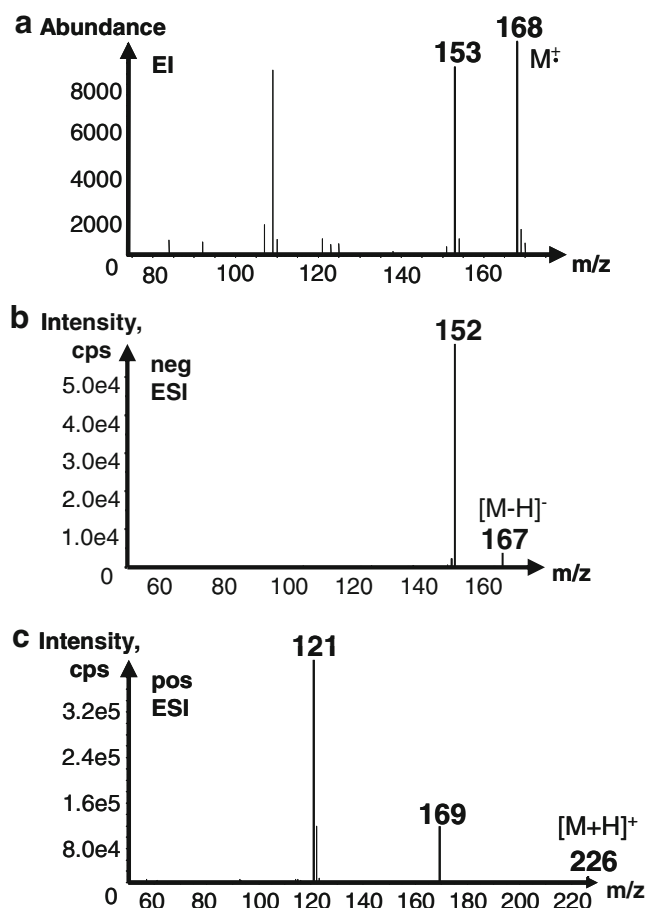 a Abundance
EI
168
153
M+•
8000
6000
4000
2000
0
80 100 120 140 160 m/z
b Intensity,
cps
neg
ESI
152
5.0e4
4.0e4
3.0e4
2.0e4
1.0e4
0
[M-H]-
167
60 80 100 120 140 160 m/z
c Intensity,
cps
pos
ESI
121
3.2e5
2.4e5
1.6e5
8.0e4
0
169
[M+H]+
226
60 80 100 120 140 160 180 200 220 m/z